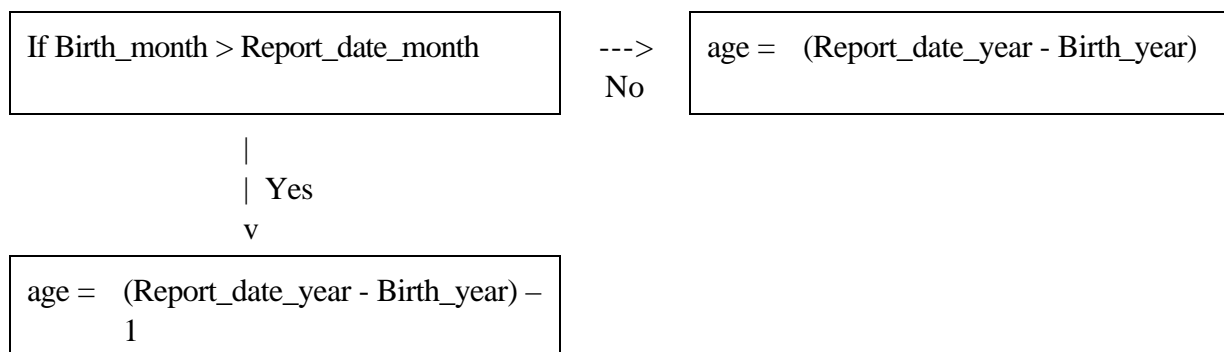 If Birth_month > Report_date_month
--->
No
age = (Report_date_year - Birth_year)
|
| Yes
v
age = (Report_date_year - Birth_year) –
1